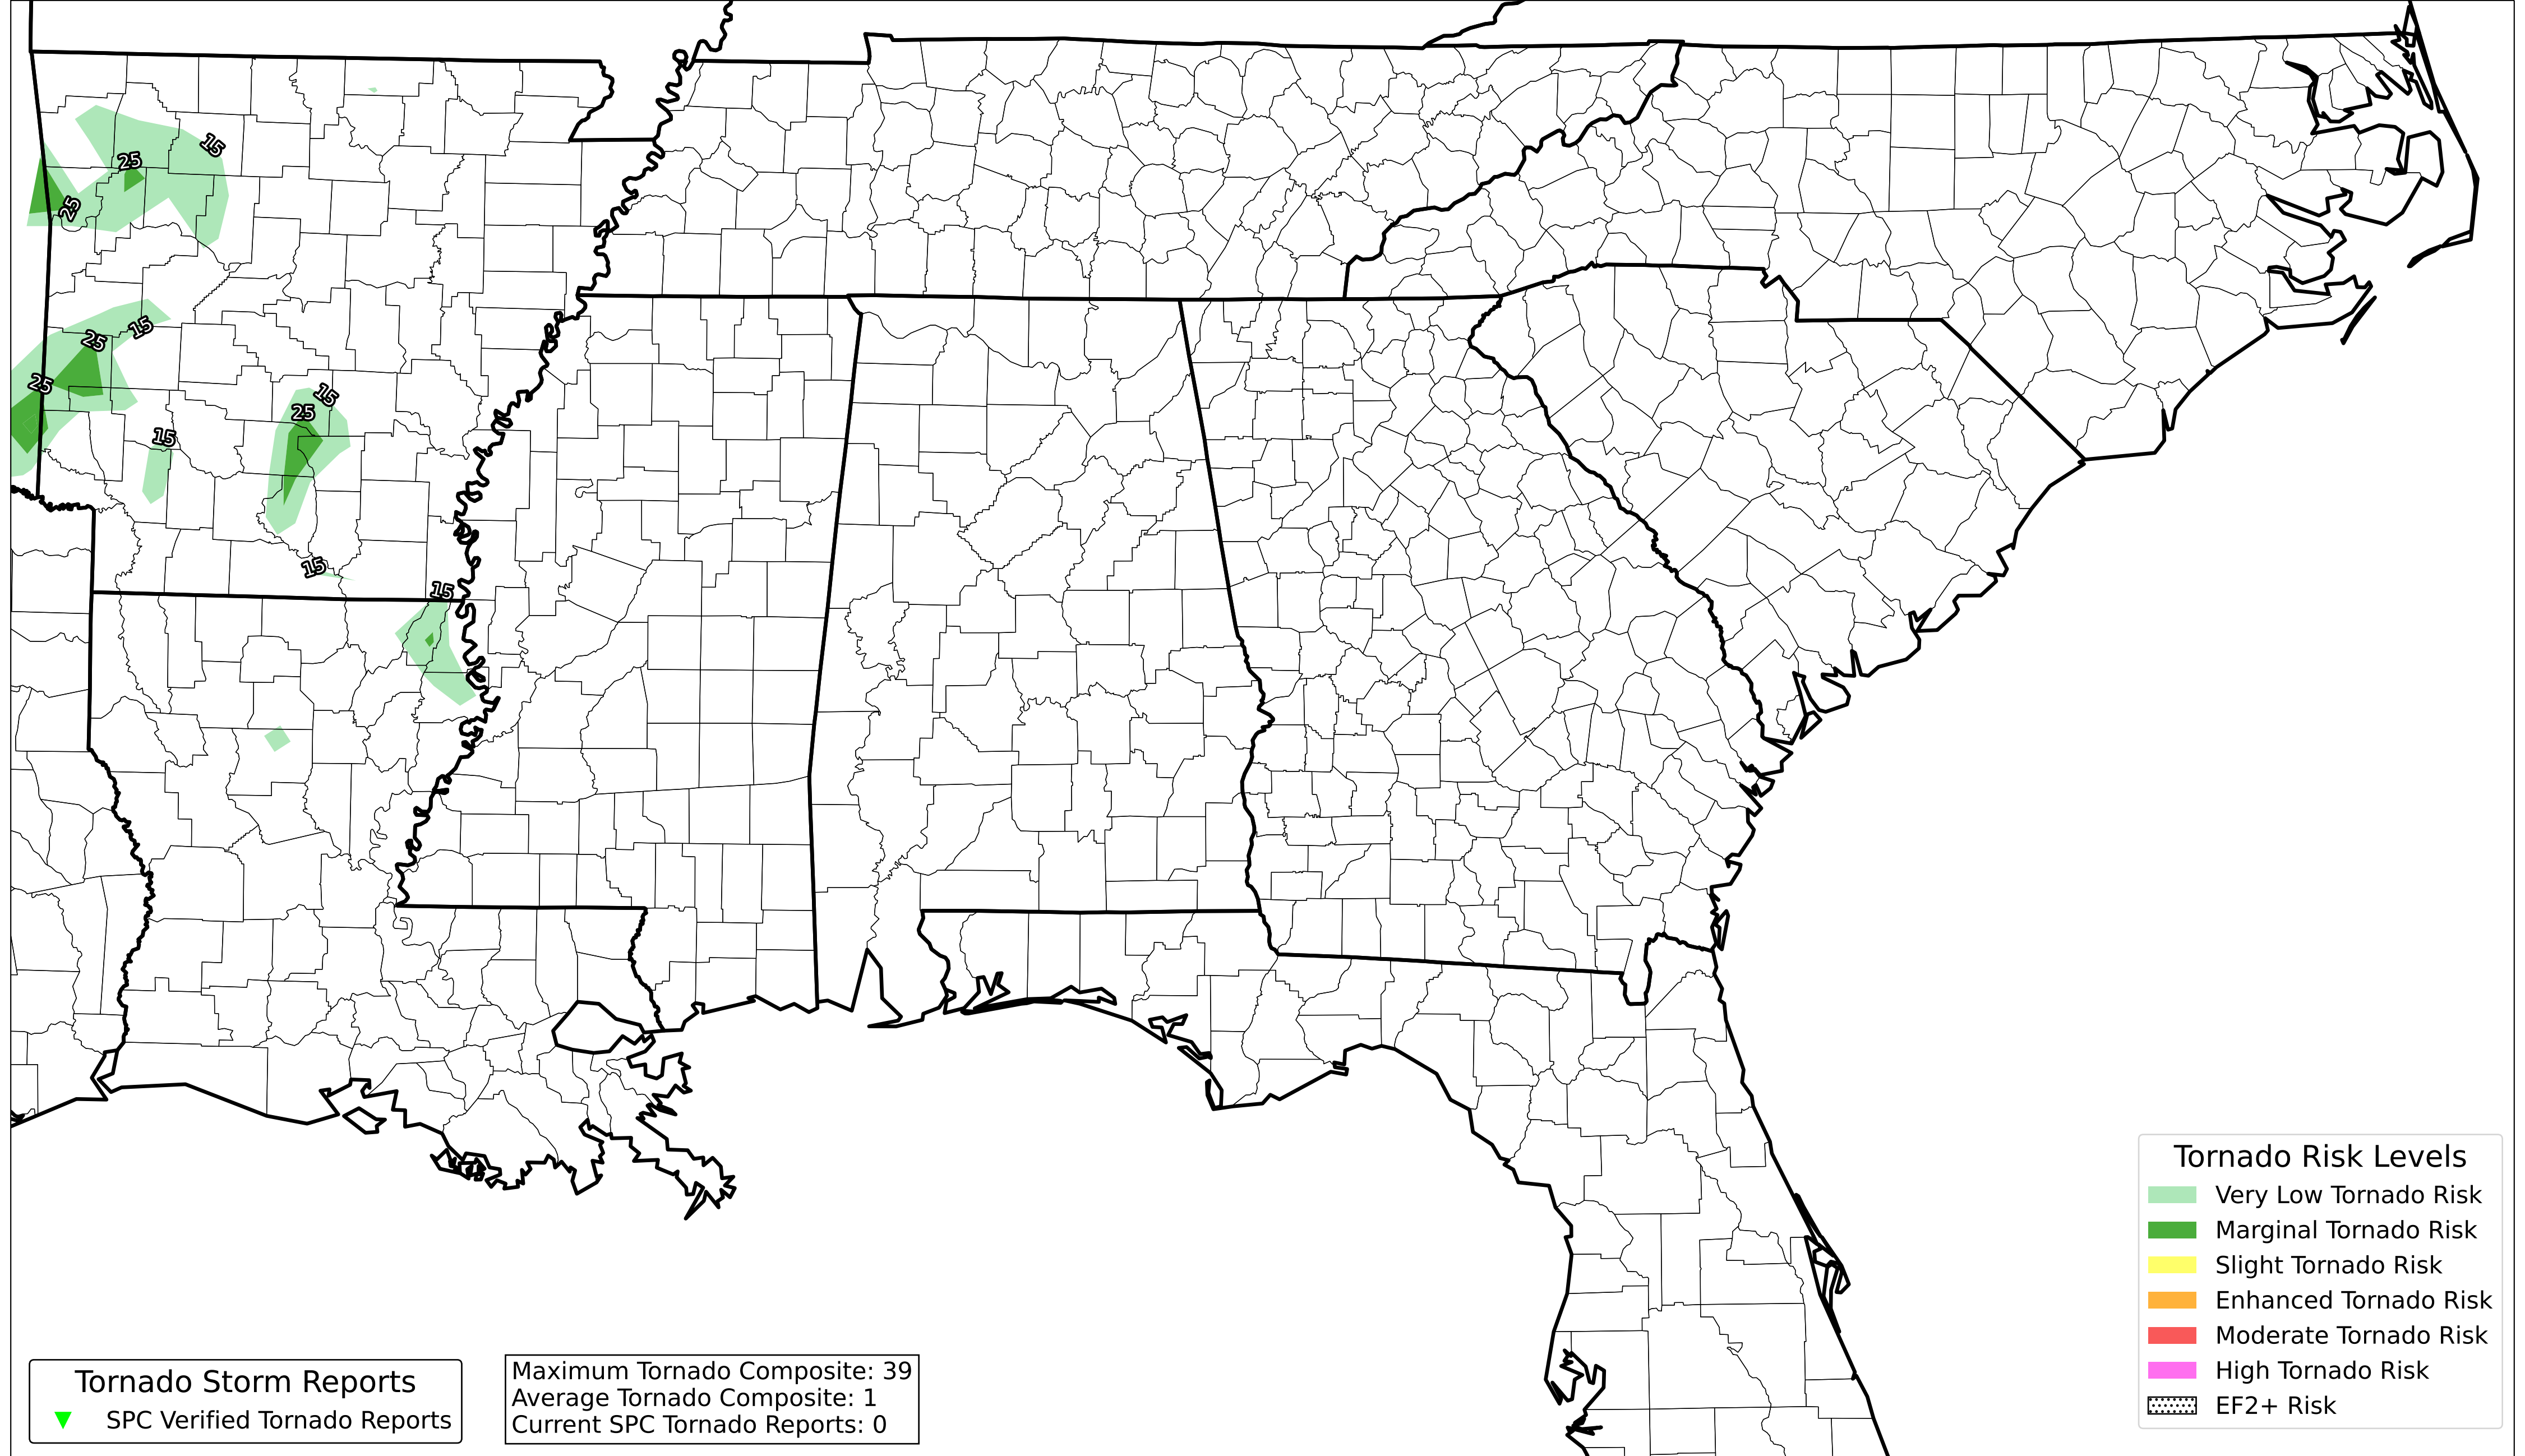 15
25
25
15
25
25
15
25
15
15
15
Tornado Risk Levels
Very Low Tornado Risk
Marginal Tornado Risk
Slight Tornado Risk
Enhanced Tornado Risk
Moderate Tornado Risk
High Tornado Risk
EF2+ Risk
Tornado Storm Reports
SPC Verified Tornado Reports
Maximum Tornado Composite: 39
Average Tornado Composite: 1
Current SPC Tornado Reports: 0